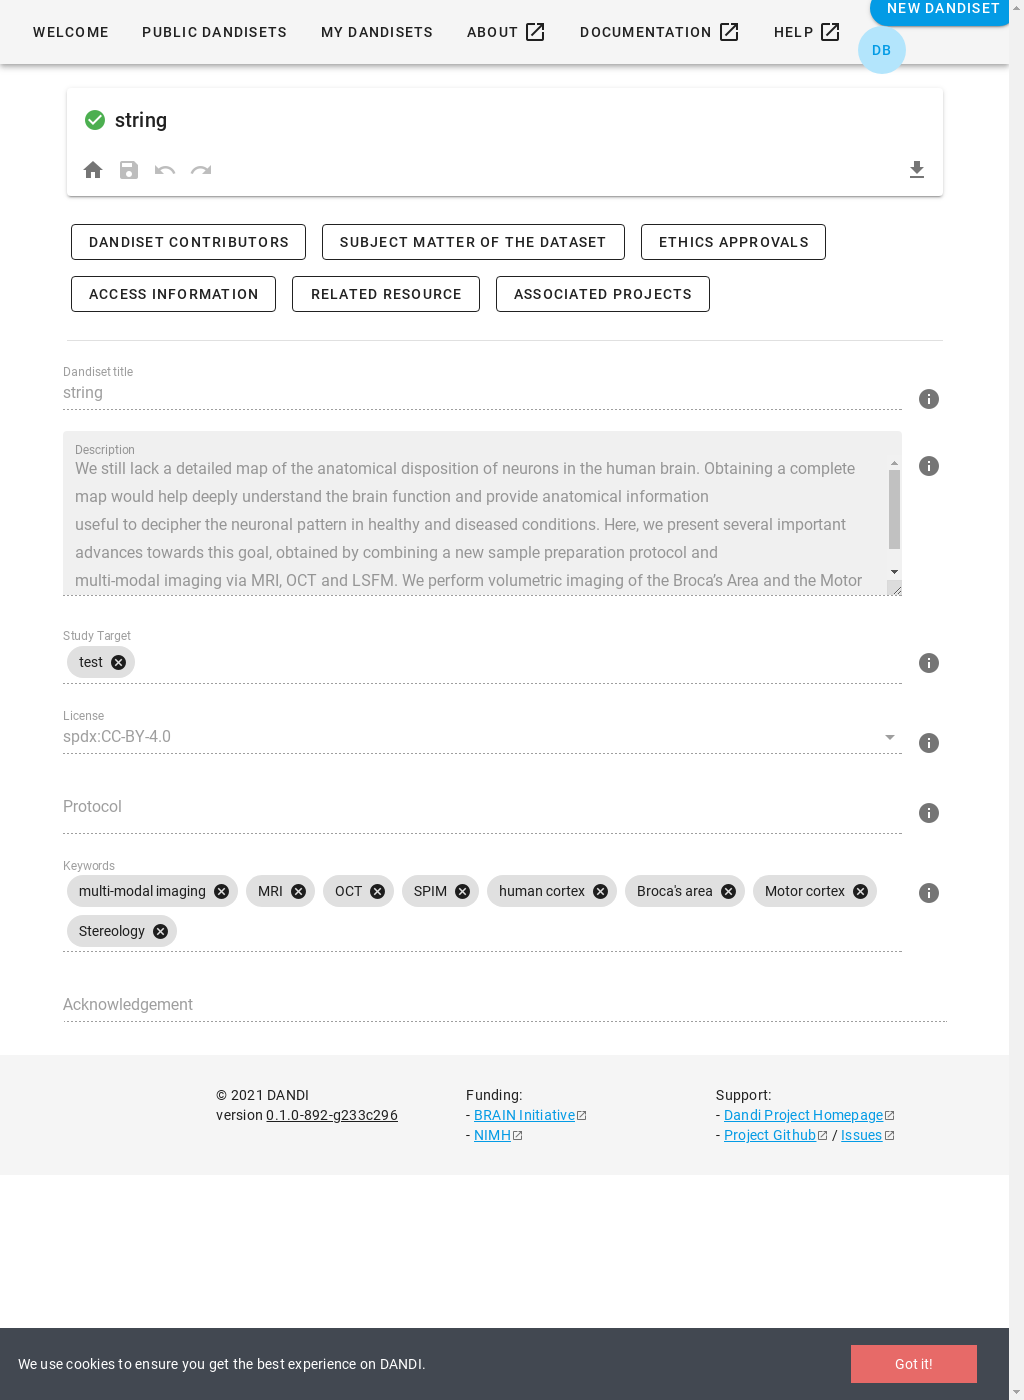 NEW DANDISET
WELCOME PUBLIC DANDISETS MY DANDISETS ABOUT DOCUMENTATION HELP
DB
string
DANDISET CONTRIBUTORS SUBJECT MATTER OF THE DATASET ETHICS APPROVALS
ACCESS INFORMATION RELATED RESOURCE ASSOCIATED PROJECTS
Dandiset title
string
Description
We still lack a detailed map of the anatomical disposition of neurons in the human brain. Obtaining a complete
map would help deeply understand the brain function and provide anatomical information
useful to decipher the neuronal pattern in healthy and diseased conditions. Here, we present several important
advances towards this goal, obtained by combining a new sample preparation protocol and
multi-modal imaging via MRI, OCT and LSFM. We perform volumetric imaging of the Broca’s Area and the Motor
Study Target
test
License
spdx:CC-BY-4.0
Protocol
Keywords
multi-modal imaging MRI OCT SPIM human cortex Broca's area Motor cortex
Stereology
Acknowledgement
© 2021 DANDI
version 0.1.0-892-g233c296
Funding:
- BRAIN Initiative
- NIMH
Support:
- Dandi Project Homepage
- Project Github / Issues
We use cookies to ensure you get the best experience on DANDI.
Got it!